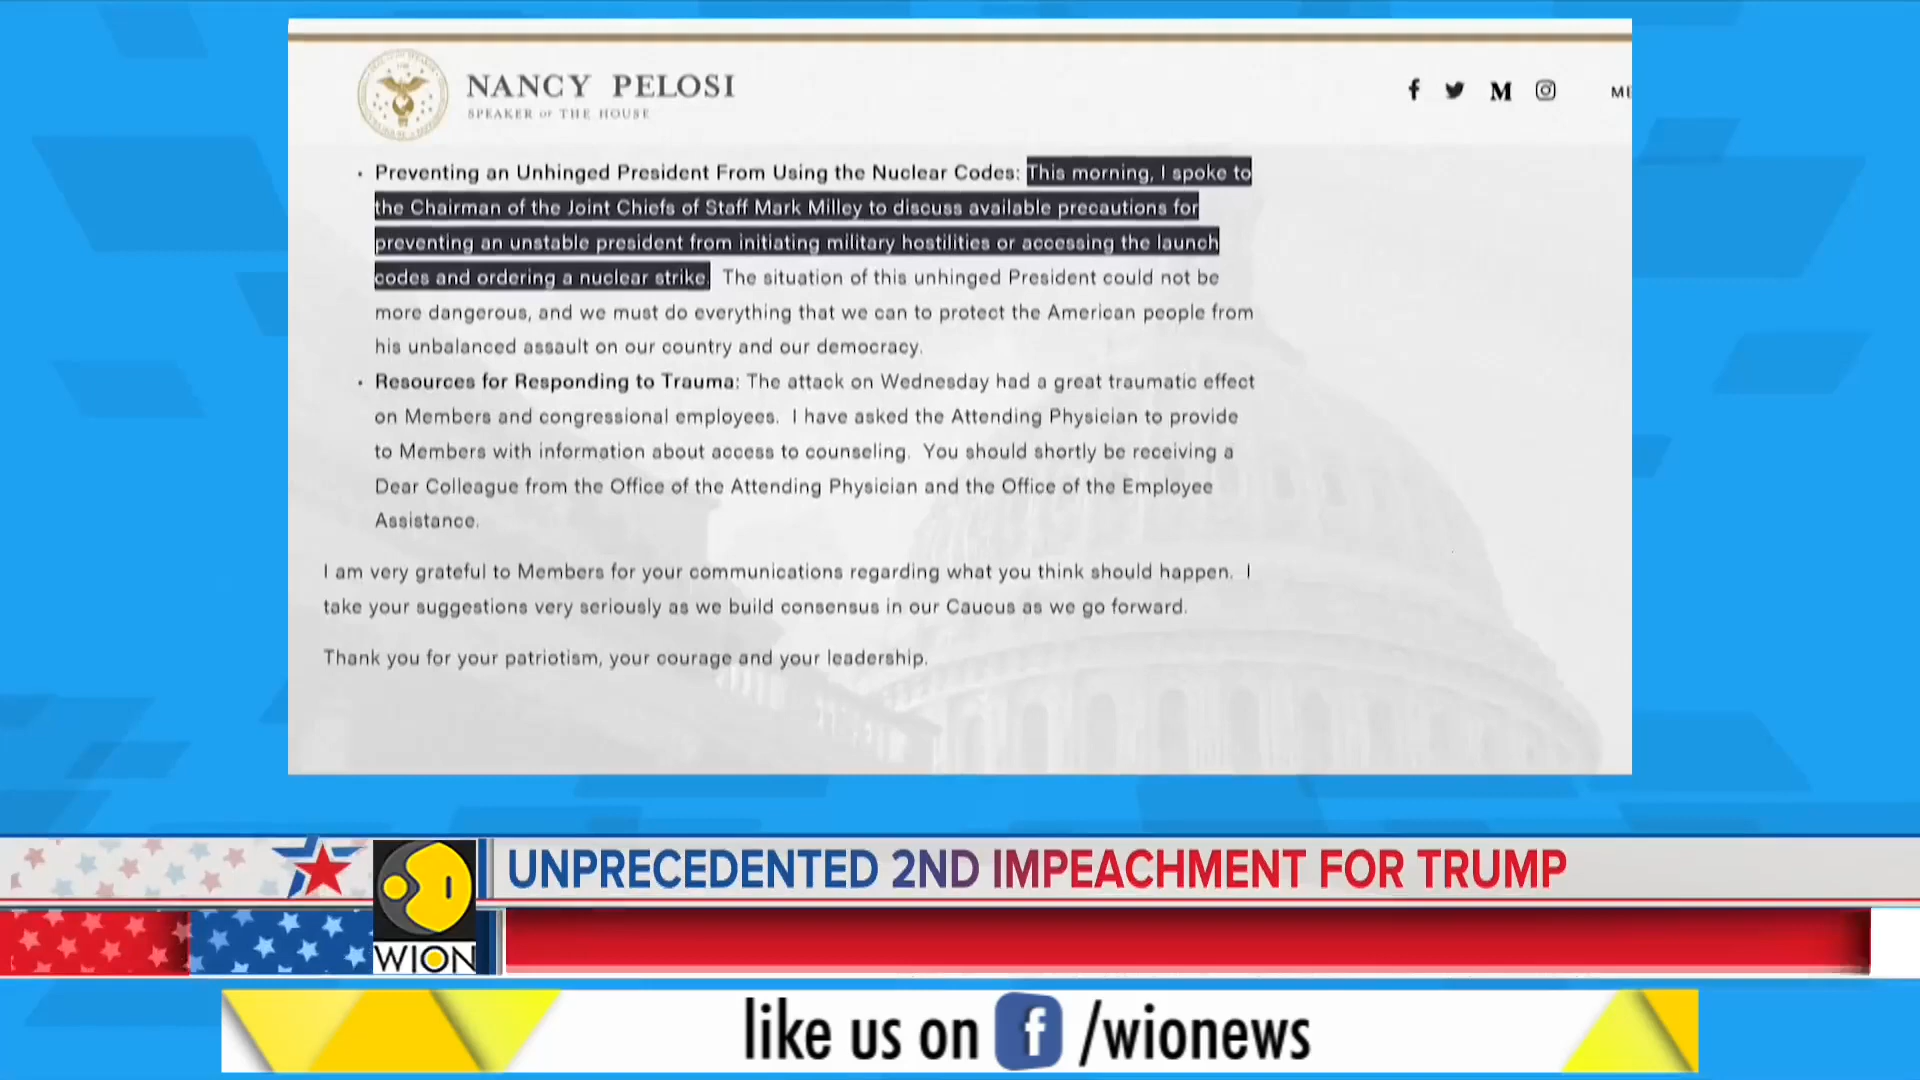 NANCY PELOSI
SPEAKER OF THE HOUSE
• Preventing an Unhinged President From Using the Nuclear Codes: This morning, I spoke to
the Chairman of the Joint Chiefs of Staff Mark Milley to discuss available precautions for
preventing an unstable president from initiating military hostilities or accessing the launch
codes and ordering a nuclear strike. The situation of this unhinged President could not be
more dangerous, and we must do everything that we can to protect the American people from
his unbalanced assault on our country and our democracy.
• Resources for Responding to Trauma: The attack on Wednesday had a great traumatic effect
on Members and congressional employees. I have asked the Attending Physician to provide
to Members with information about access to counseling. You should shortly be receiving a
Dear Colleague from the Office of the Attending Physician and the Office of the Employee
Assistance.
I am very grateful to Members for your communications regarding what you think should happen. I
take your suggestions very seriously as we build consensus in our Caucus as we go forward.
Thank you for your patriotism, your courage and your leadership.
UNPRECEDENTED 2ND IMPEACHMENT FOR TRUMP
WION
like us on f /wionews